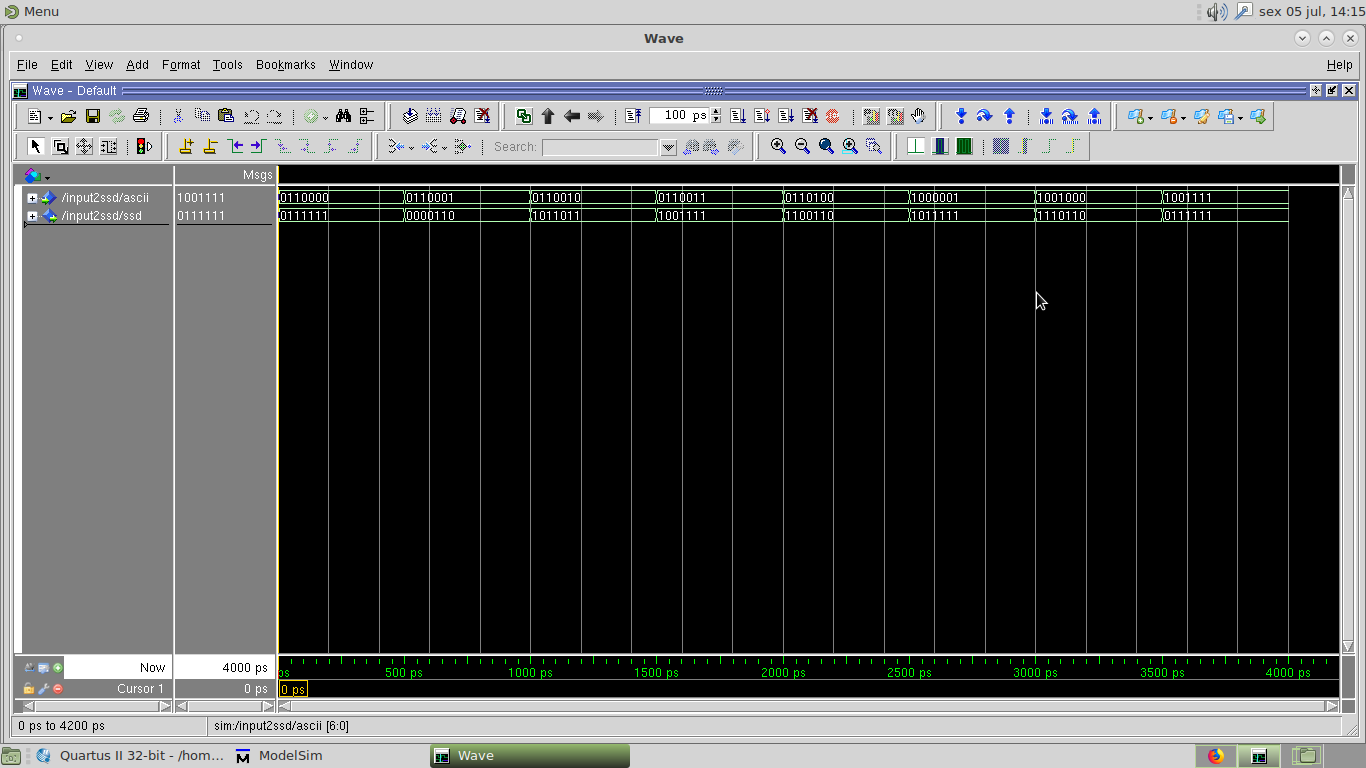 Menu
sex 05 jul, 14:15
Wave
File Edit View Add Format Tools Bookmarks Window Help
Wave - Default
100 ps
Search:
Msgs
/input2ssd/ascii 1001111 0110000 0110001 0110010 0110011 0110100 1000001 1001000 1001111
/input2ssd/ssd 0111111 0111111 0000110 1011011 1001111 1100110 1011111 1110110 0111111
Now 4000 ps ps 500 ps 1000 ps 1500 ps 2000 ps 2500 ps 3000 ps 3500 ps 4000 ps
Cursor 1 0 ps 0 ps
0 ps to 4200 ps sim:/input2ssd/ascii [6:0]
Quartus II 32-bit - /hom... ModelSim Wave